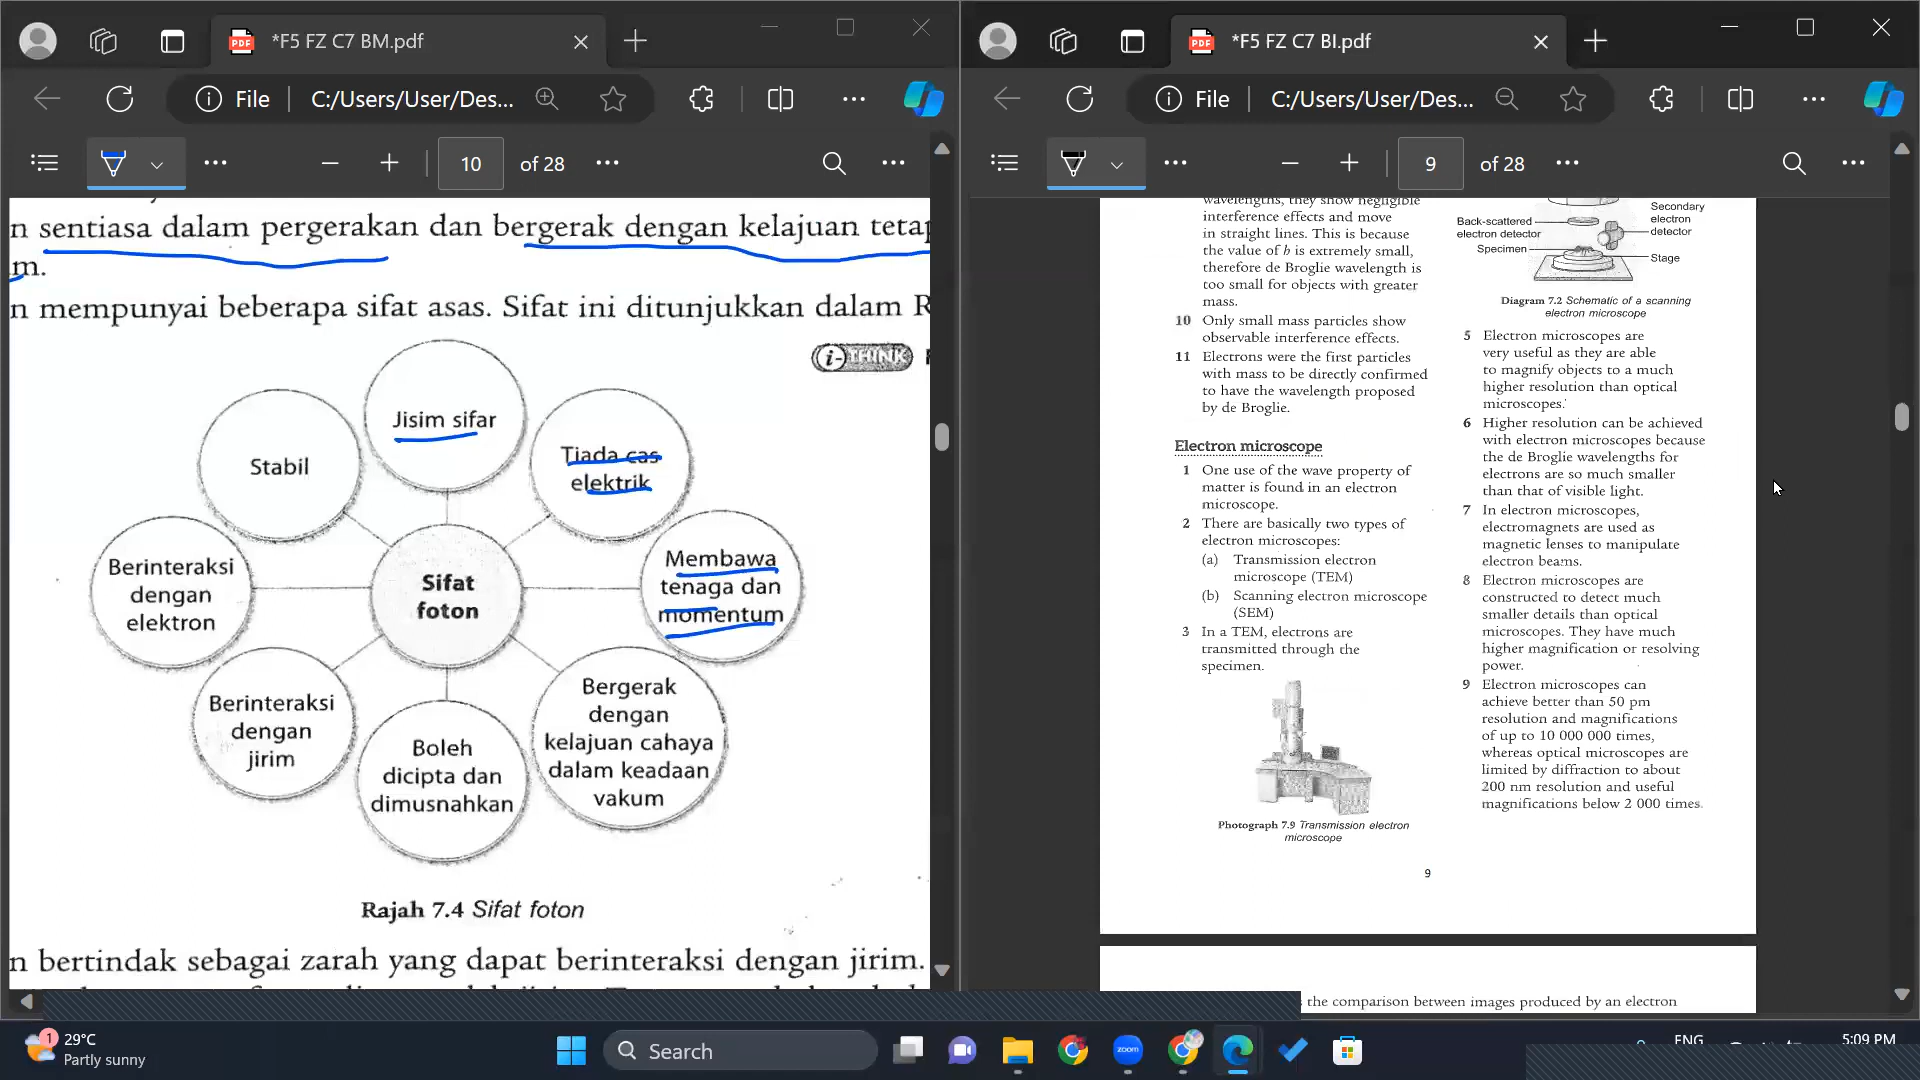 *F5 FZ C7 BM.pdf
File
C:/Users/User/Des...
10 of 28
n sentiasa dalam pergerakan dan bergerak dengan kelajuan tetap
m.
n mempunyai beberapa sifat asas. Sifat ini ditunjukkan dalam R
i-THINK
Jisim sifar
Stabil
Tiada cas
elektrik
Membawa
tenaga dan
momentum
Berinteraksi
dengan
elektron
Sifat
foton
Berinteraksi
dengan
jirim
Boleh
dicipta dan
dimusnahkan
Bergerak
dengan
kelajuan cahaya
dalam keadaan
vakum
Rajah 7.4 Sifat foton
n bertindak sebagai zarah yang dapat berinteraksi dengan jirim.
*F5 FZ C7 BI.pdf
File
C:/Users/User/Des...
9 of 28
wavelengths, they show negligible
interference effects and move
in straight lines. This is because
the value of h is extremely small,
therefore de Broglie wavelength is
too small for objects with greater
mass.
10 Only small mass particles show
observable interference effects.
11 Electrons were the first particles
with mass to be directly confirmed
to have the wavelength proposed
by de Broglie.
Electron microscope
1 One use of the wave property of
matter is found in an electron
microscope.
2 There are basically two types of
electron microscopes:
(a) Transmission electron
microscope (TEM)
(b) Scanning electron microscope
(SEM)
3 In a TEM, electrons are
transmitted through the
specimen.
Photograph 7.9 Transmission electron
microscope
Back-scattered
electron detector
Specimen
Secondary
electron
detector
Stage
Diagram 7.2 Schematic of a scanning
electron microscope
5 Electron microscopes are
very useful as they are able
to magnify objects to a much
higher resolution than optical
microscopes.
6 Higher resolution can be achieved
with electron microscopes because
the de Broglie wavelengths for
electrons are so much smaller
than that of visible light.
7 In electron microscopes,
electromagnets are used as
magnetic lenses to manipulate
electron beams.
8 Electron microscopes are
constructed to detect much
smaller details than optical
microscopes. They have much
higher magnification or resolving
power.
9 Electron microscopes can
achieve better than 50 pm
resolution and magnifications
of up to 10 000 000 times,
whereas optical microscopes are
limited by diffraction to about
200 nm resolution and useful
magnifications below 2 000 times.
9
the comparison between images produced by an electron
1
29°C
Partly sunny
Search
zoom
ENG
5:09 PM